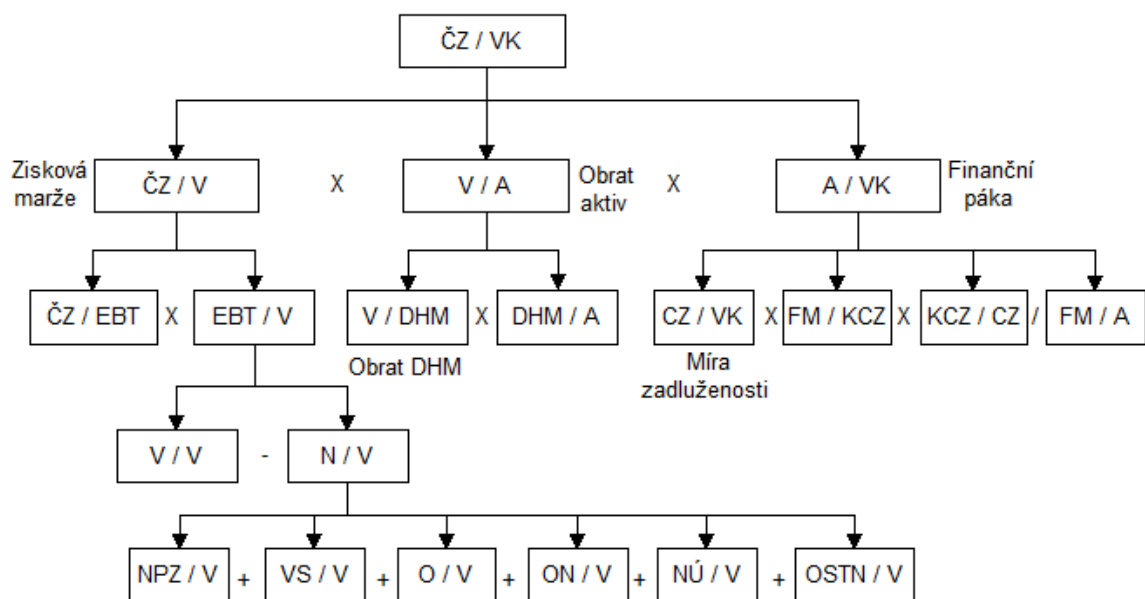 ČZ / VK
Zisková
marže
ČZ / V
X
V / A
Obrat
aktiv
X
A / VK
Finanční
páka
ČZ / EBT X EBT / V
V / DHM X DHM / A
CZ / VK X FM / KCZ X KCZ / CZ / FM / A
Obrat DHM
Míra
zadluženosti
V / V - N / V
NPZ / V + VS / V + O / V + ON / V + NÚ / V + OSTN / V